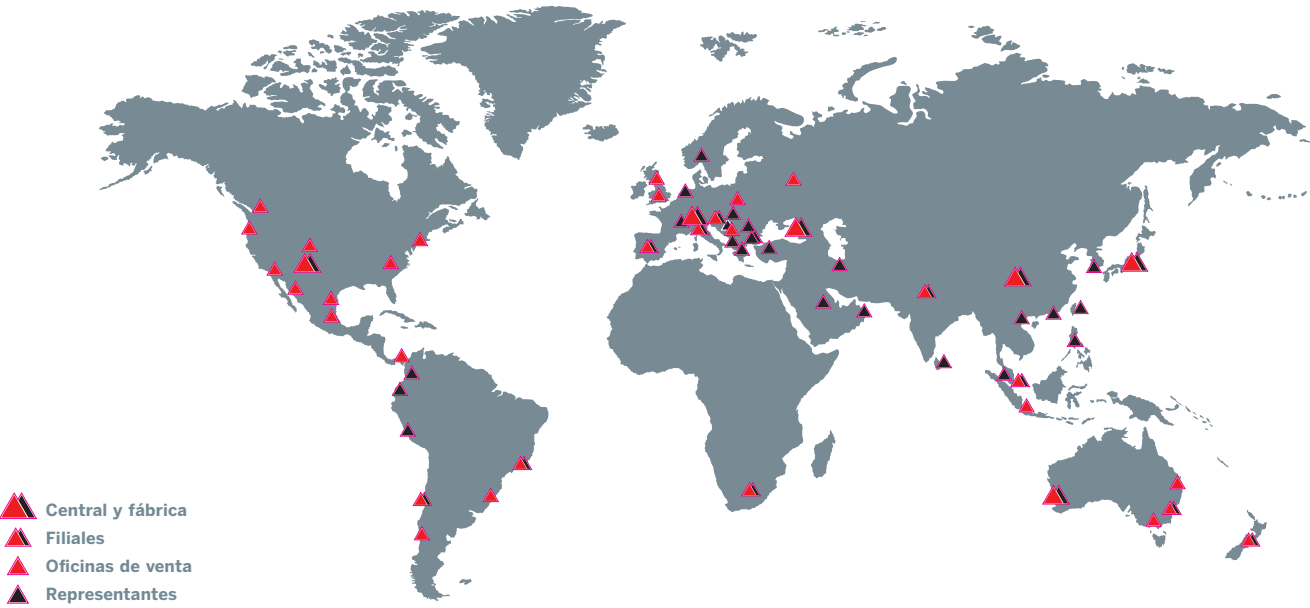 Central y fábrica
Filiales
Oficinas de venta
Representantes